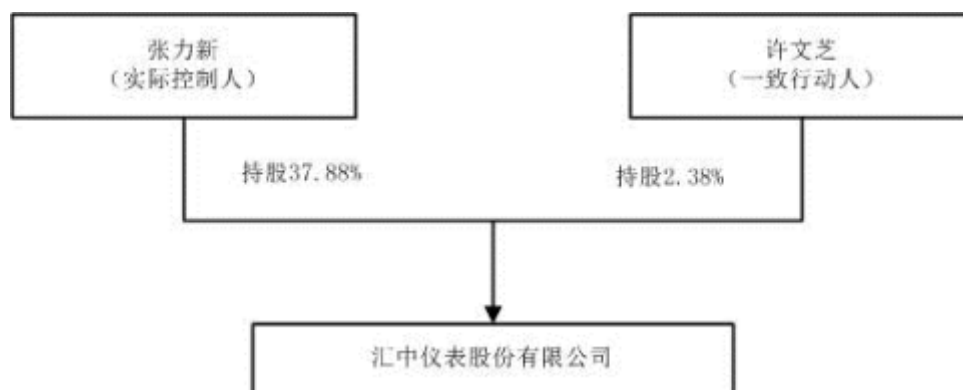 张力新
（实际控制人）
许文芝
（一致行动人）
持股37.88%
持股2.38%
汇中仪表股份有限公司